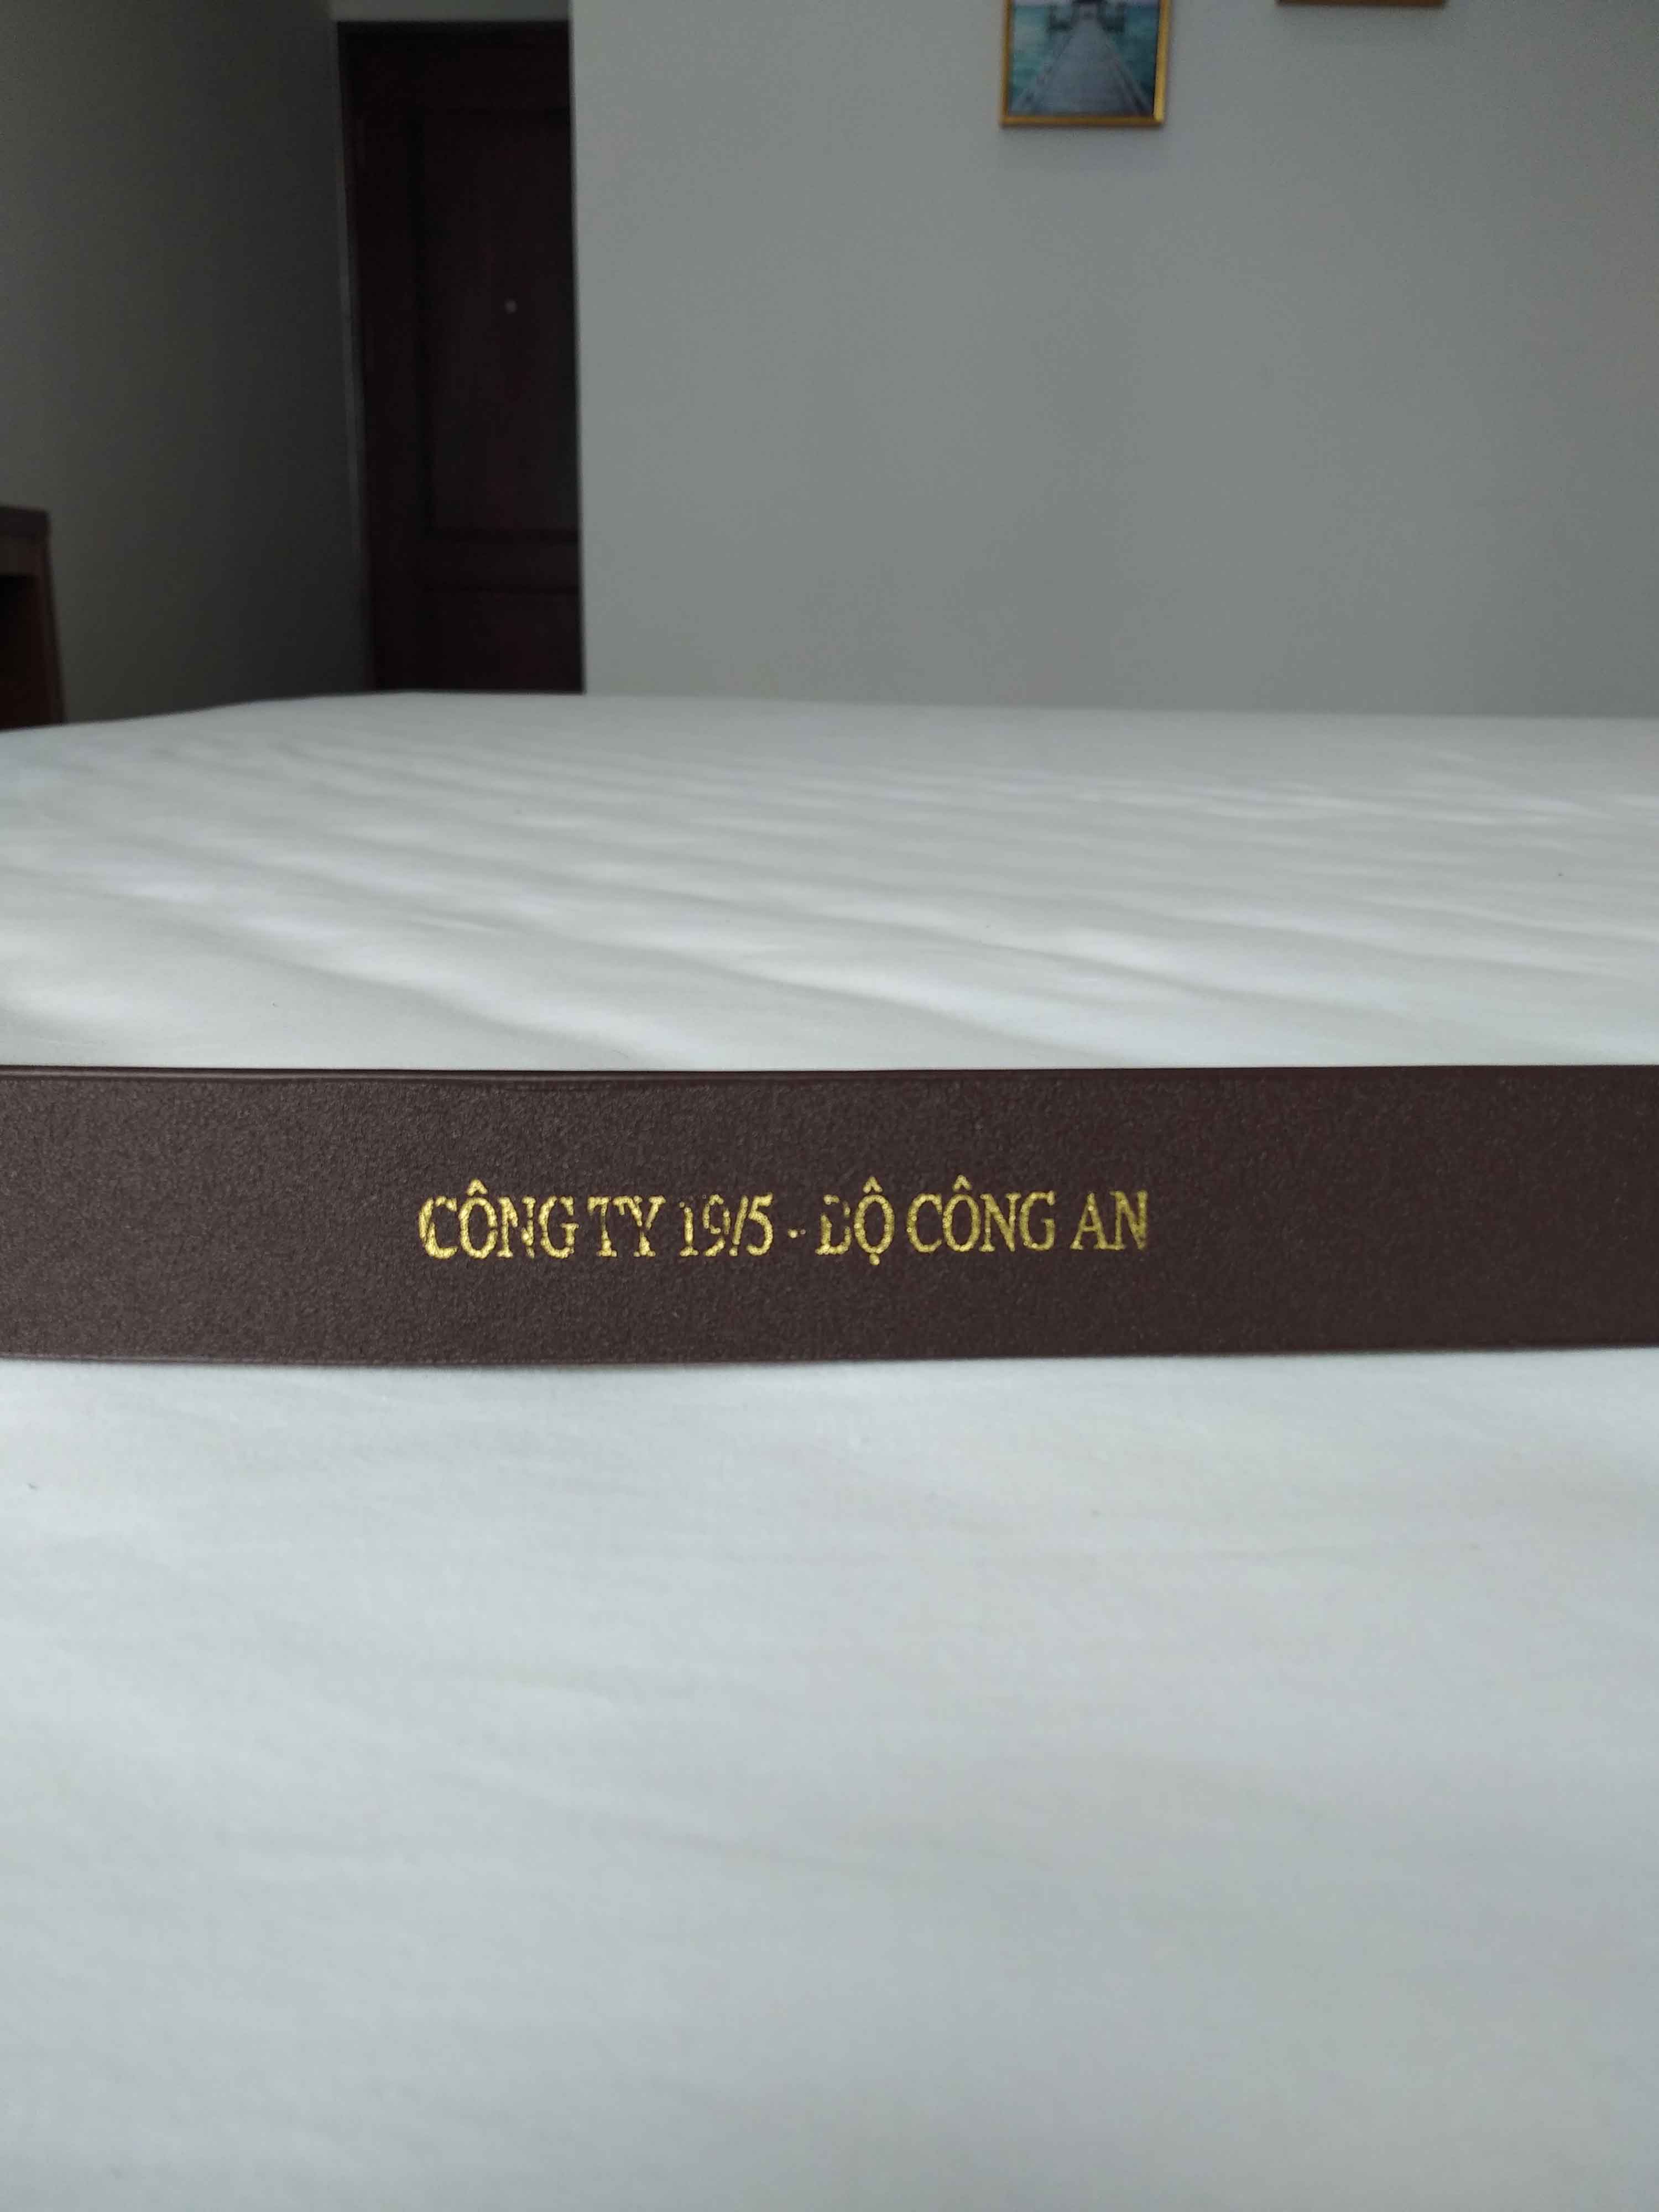 CÔNG TY 19/5 - BỘ CÔNG AN